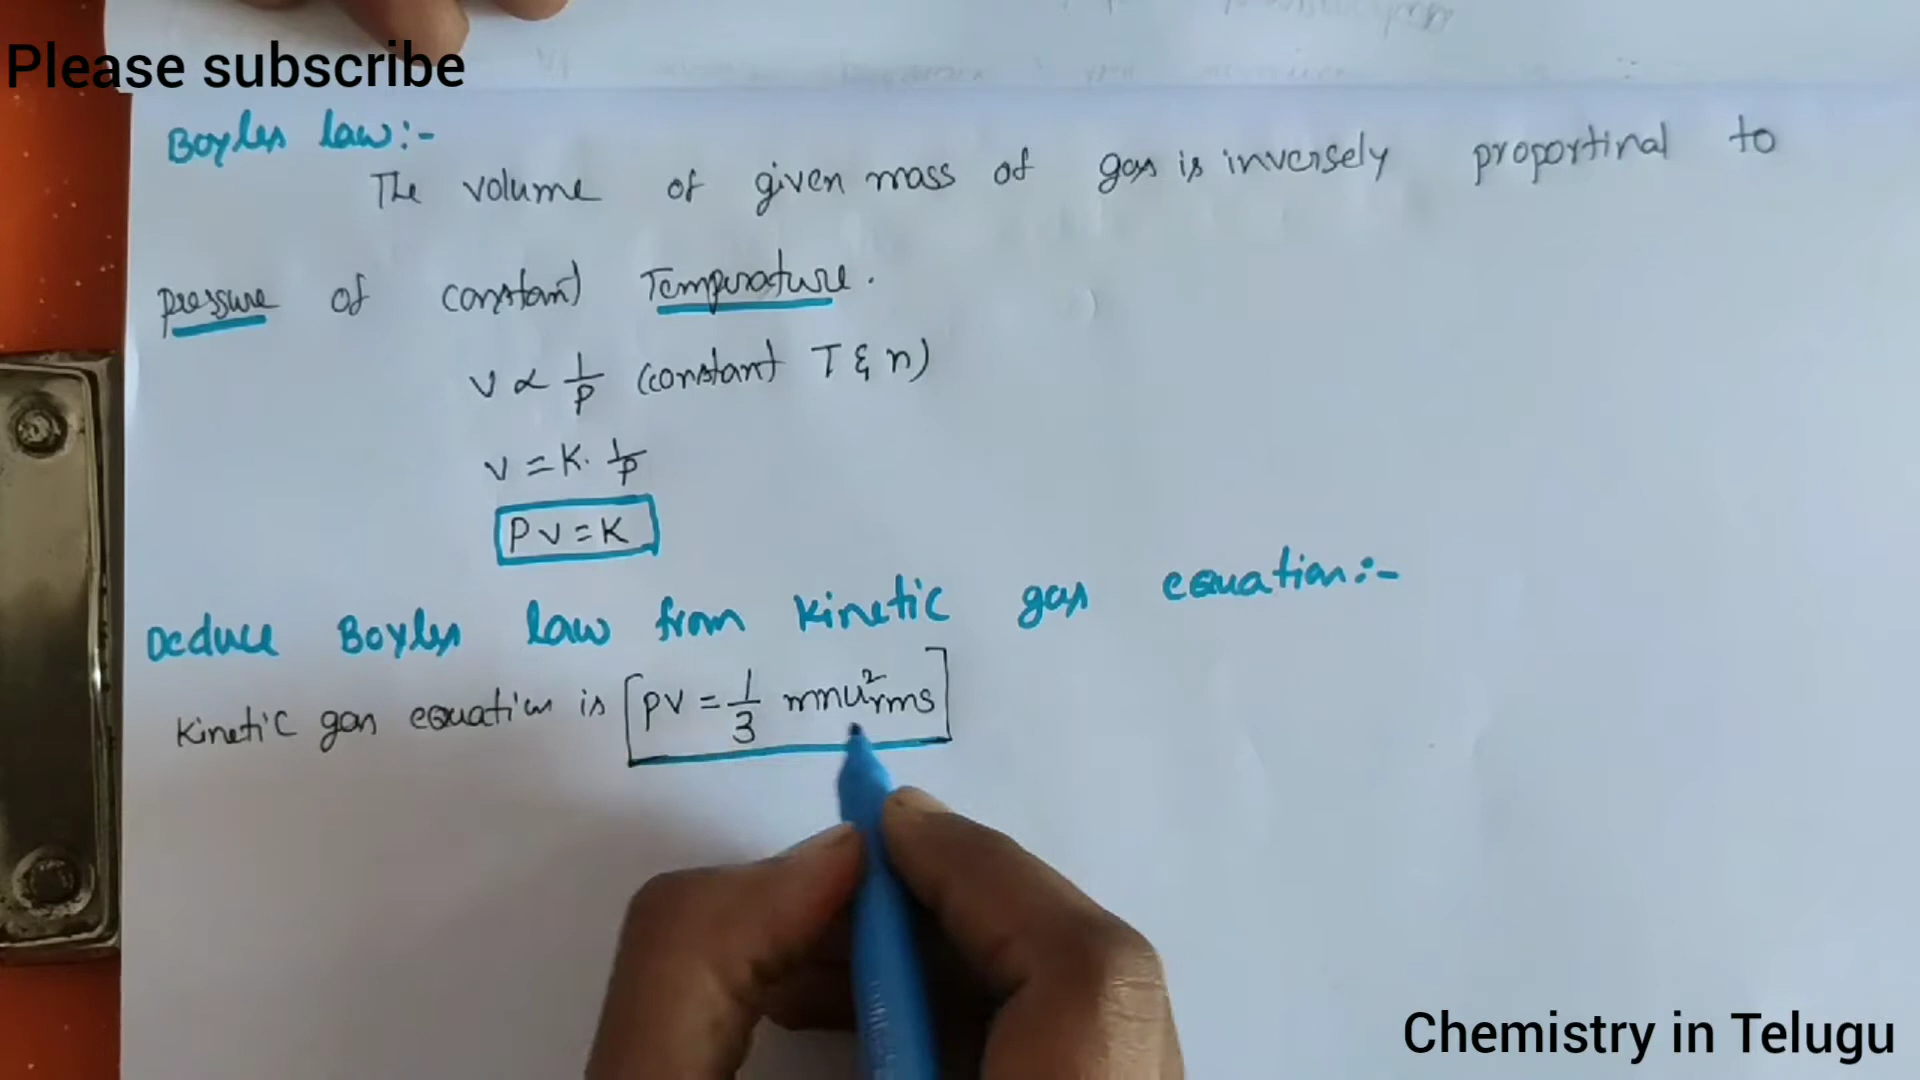 Please subscribe
Boyles law:-
The volume of given mass of gas is inversely proportinal to
pressure of constant Temperature.
V ∝ 1/P (constant T & n)
V = K. 1/P
PV = K
Deduce Boyles law from kinetic gas equation:-
Kinetic gas equation is [PV = 1/3 mnu²rms]
Chemistry in Telugu